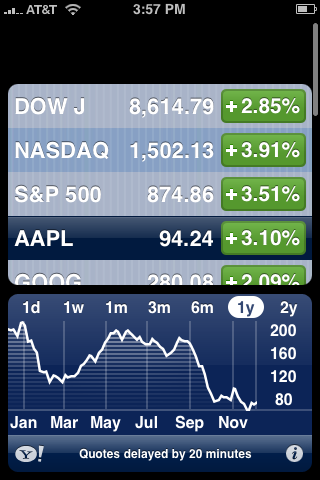 AT&T 3:57 PM
DOW J 8,614.79 +2.85%
NASDAQ 1,502.13 +3.91%
S&P 500 874.86 +3.51%
AAPL 94.24 +3.10%
GOOG 280.08 +2.09%
1d 1w 1m 3m 6m 1y 2y
200
160
120
80
Jan Mar May Jul Sep Nov
Y! Quotes delayed by 20 minutes i